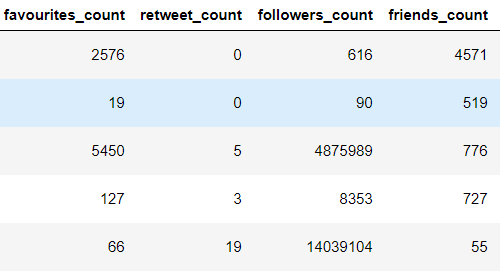 favourites_count retweet_count followers_count friends_count
2576 0 616 4571
19 0 90 519
5450 5 4875989 776
127 3 8353 727
66 19 14039104 55